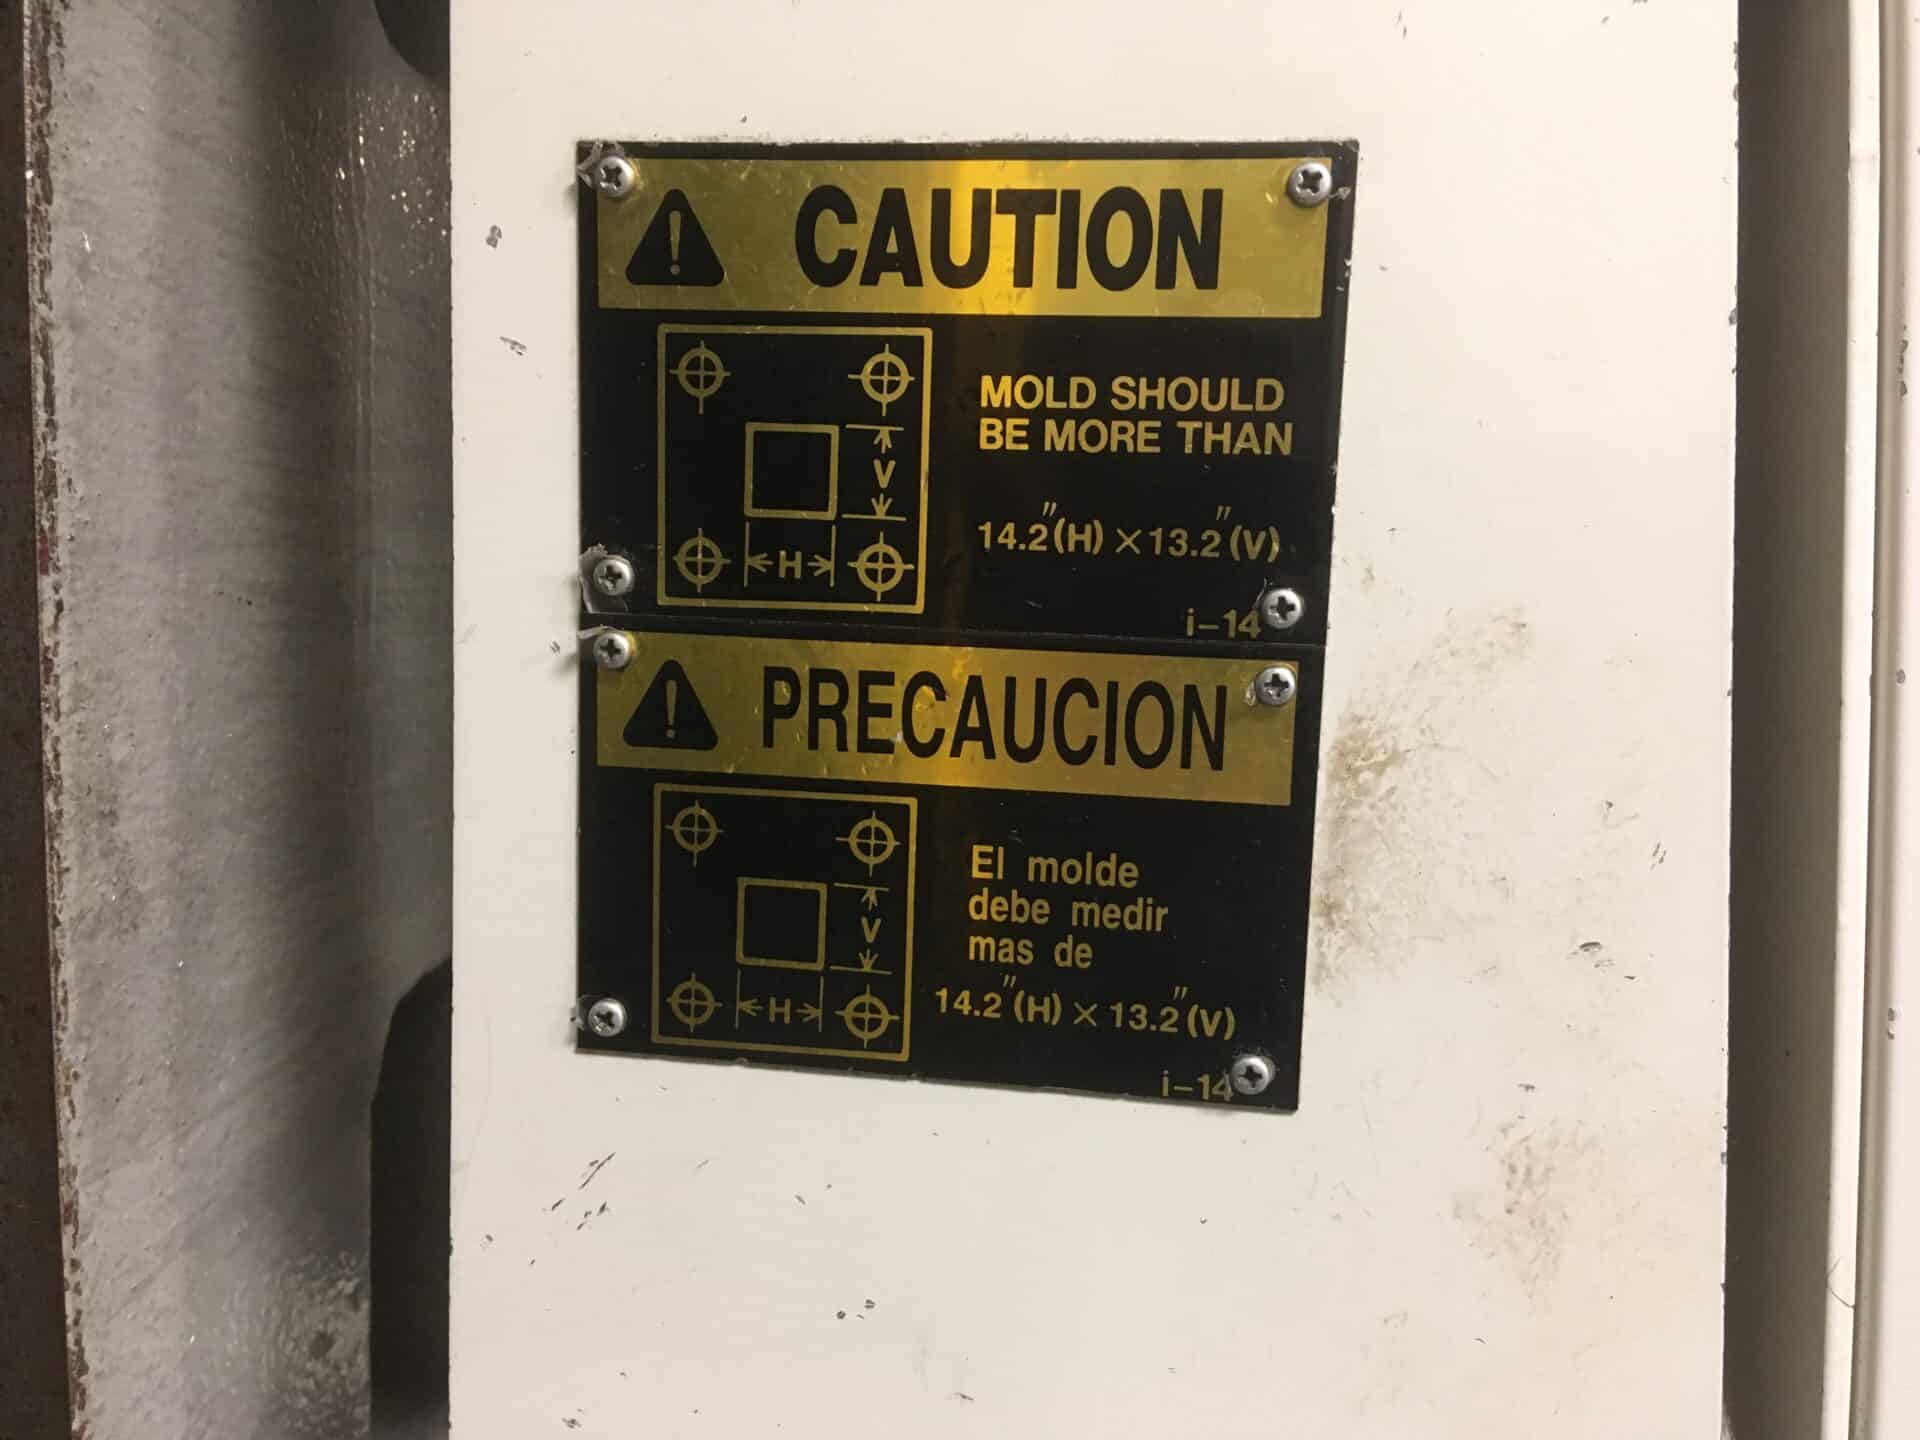 CAUTION
MOLD SHOULD
BE MORE THAN
V
14.2"(H) × 13.2"(V)
H
i-14
PRECAUCION
El molde
debe medir
mas de
V
14.2"(H) × 13.2"(V)
H
i-14